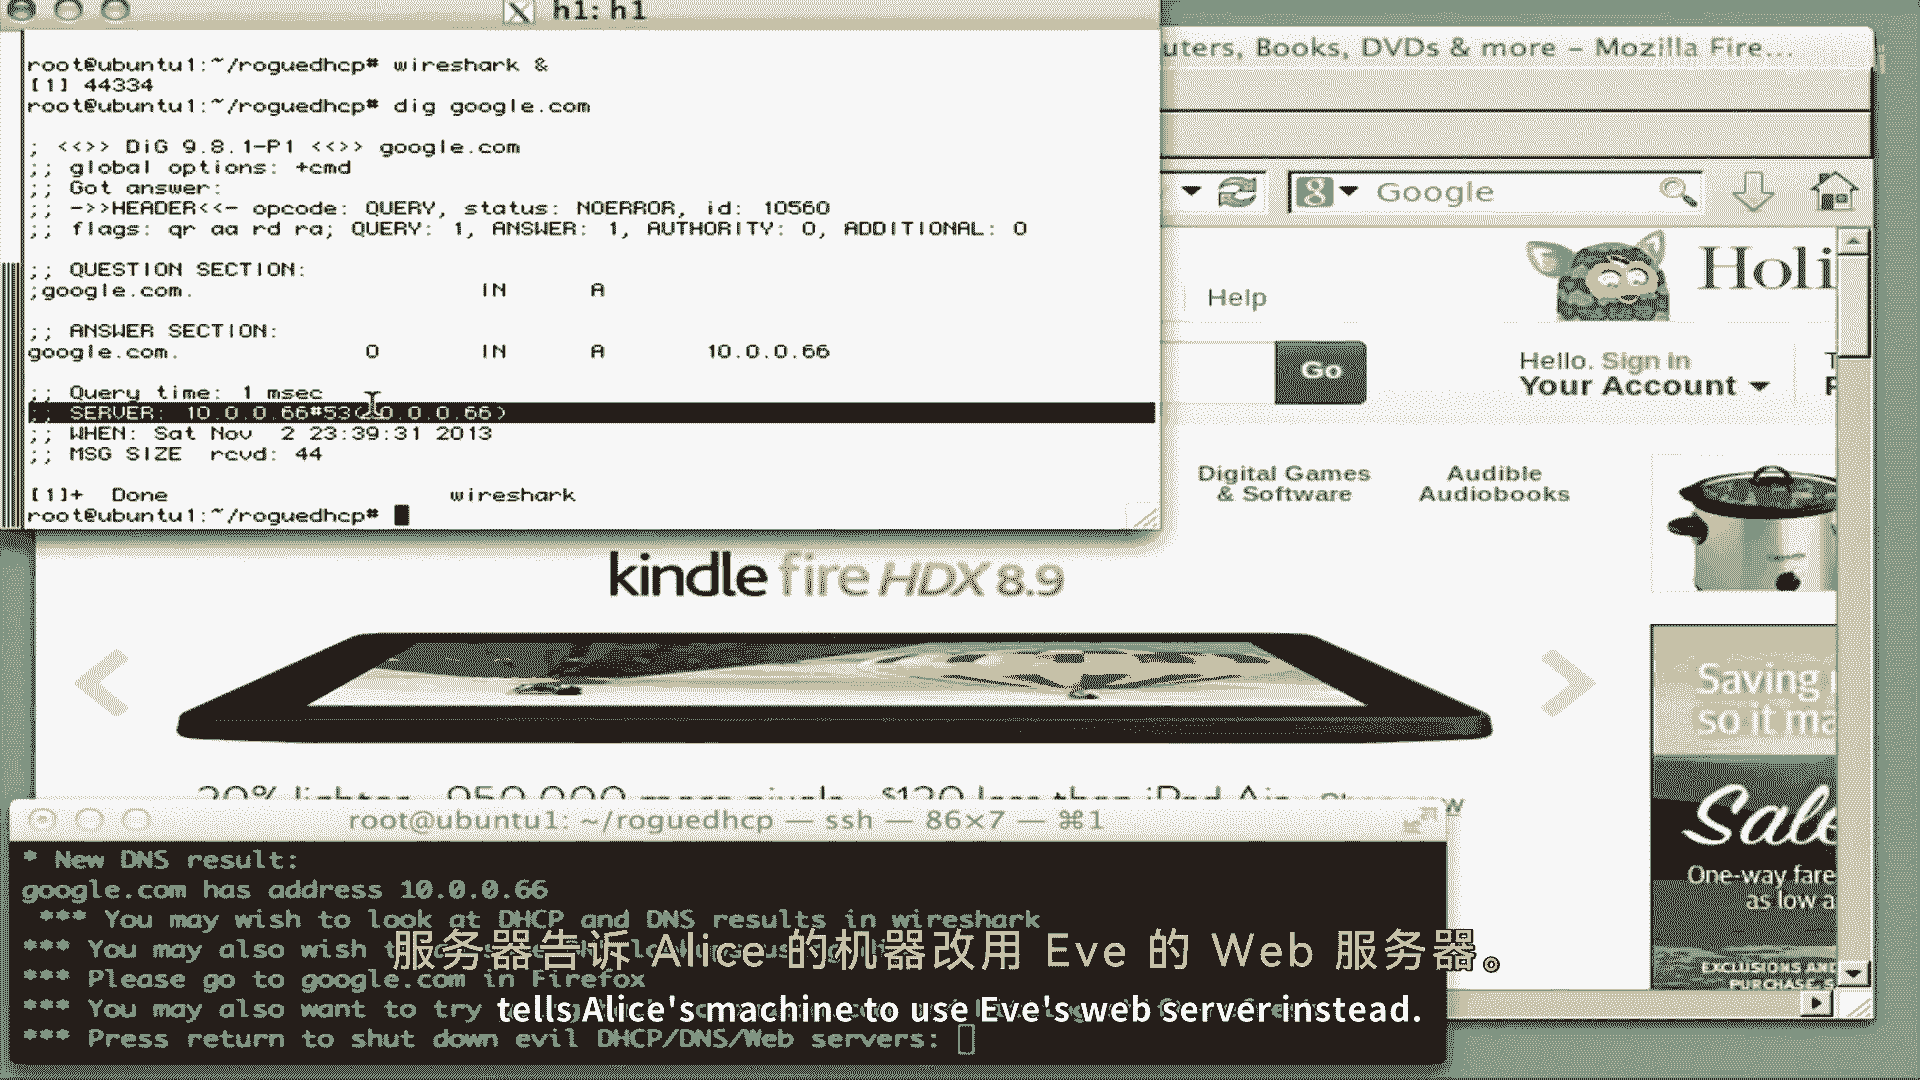 h1: h1
root@ubuntu1:~/roguedhcp# wireshark &
[1] 44334
root@ubuntu1:~/roguedhcp# dig google.com
; <<>> DiG 9.8.1-P1 <<>> google.com
;; global options: +cmd
;; Got answer:
;; ->>HEADER<<- opcode: QUERY, status: NOERROR, id: 10560
;; flags: qr aa rd ra; QUERY: 1, ANSWER: 1, AUTHORITY: 0, ADDITIONAL: 0
;; QUESTION SECTION:
;google.com. IN A
;; ANSWER SECTION:
google.com. 0 IN A 10.0.0.66
;; Query time: 1 msec
;; SERVER: 10.0.0.66#53(10.0.0.66)
;; WHEN: Sat Nov 2 23:39:31 2013
;; MSG SIZE rcvd: 44
[1]+ Done wireshark
root@ubuntu1:~/roguedhcp#
uters, Books, DVDs & more – Mozilla Fire...
Google
Help
Holi
Go
Hello. Sign in
Your Account
Digital Games
& Software
Audible
Audiobooks
kindle fire HDX 8.9
Saving
so it ma
Sale
One-way fare
as low a
EXCLUSIONS AND
PURCHASE. S
root@ubuntu1: ~/roguedhcp — ssh — 86×7 — ⌘1
* New DNS result:
google.com has address 10.0.0.66
*** You may wish to look at DHCP and DNS results in wireshark
*** You may also wish
*** Please go to google.com in Firefox
*** You may also want to try
*** Press return to shut down evil DHCP/DNS/Web servers:
服务器告诉 Alice 的机器改用 Eve 的 Web 服务器。
tells Alice's machine to use Eve's web server instead.